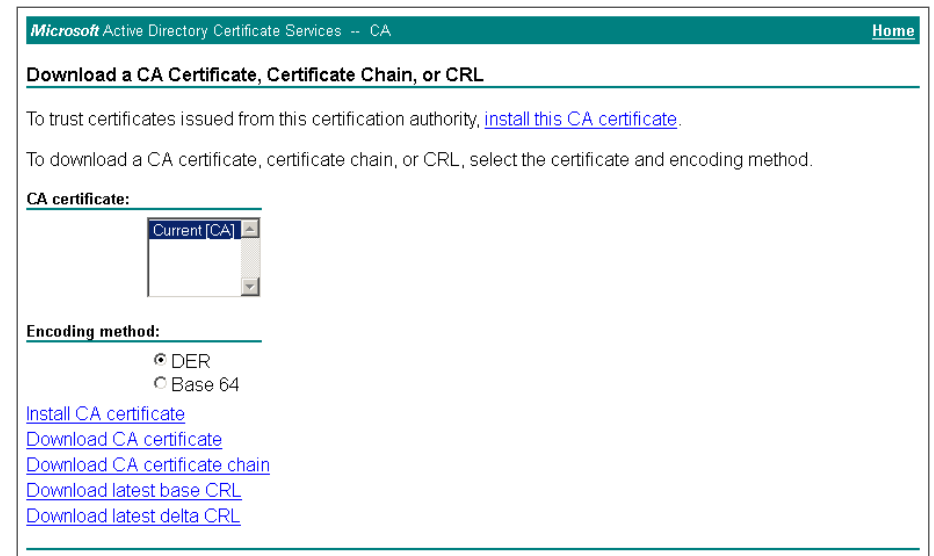 Microsoft Active Directory Certificate Services -- CA Home
Download a CA Certificate, Certificate Chain, or CRL
To trust certificates issued from this certification authority, install this CA certificate.
To download a CA certificate, certificate chain, or CRL, select the certificate and encoding method.
CA certificate:
Current [CA]
Encoding method:
DER
Base 64
Install CA certificate
Download CA certificate
Download CA certificate chain
Download latest base CRL
Download latest delta CRL